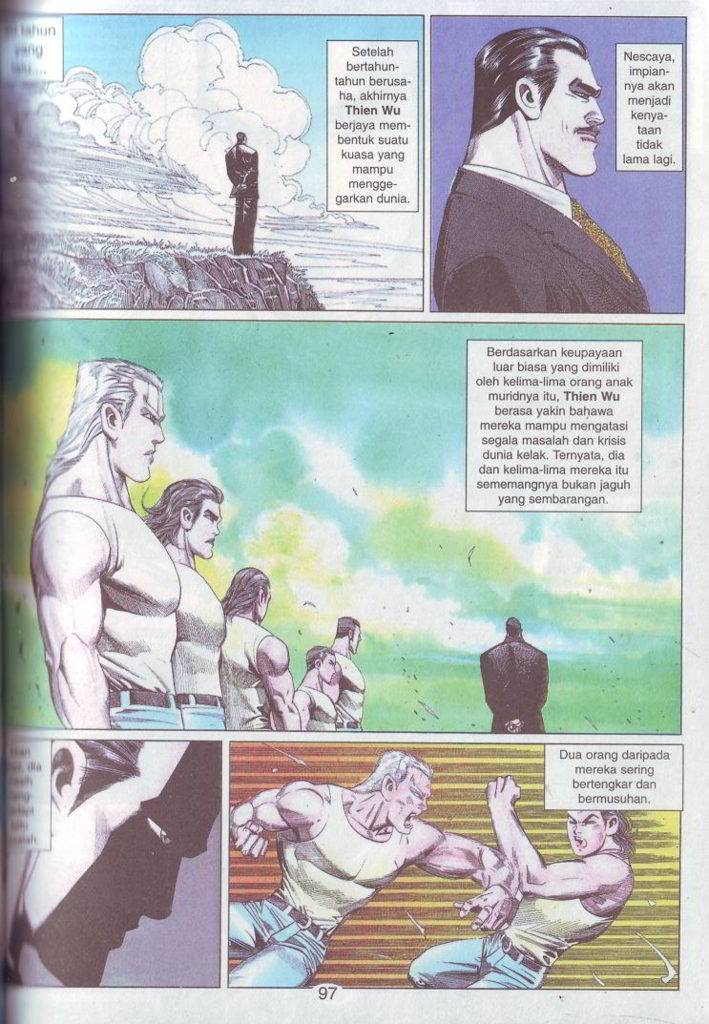 tahun
yang
Setelah
bertahun-
tahun berusa-
ha, akhirnya
Thien Wu
berjaya mem-
bentuk suatu
kuasa yang
mampu
mengge-
garkan dunia.
Nescaya,
impian-
nya akan
menjadi
kenya-
taan
tidak
lama lagi.
Berdasarkan keupayaan
luar biasa yang dimiliki
oleh kelima-lima orang anak
muridnya itu, Thien Wu
berasa yakin bahawa
mereka mampu mengatasi
segala masalah dan krisis
dunia kelak. Ternyata, dia
dan kelima-lima mereka itu
sememangnya bukan jaguh
yang sembarangan.
dia
Dua orang daripada
mereka sering
bertengkar dan
bermusuhan.
97